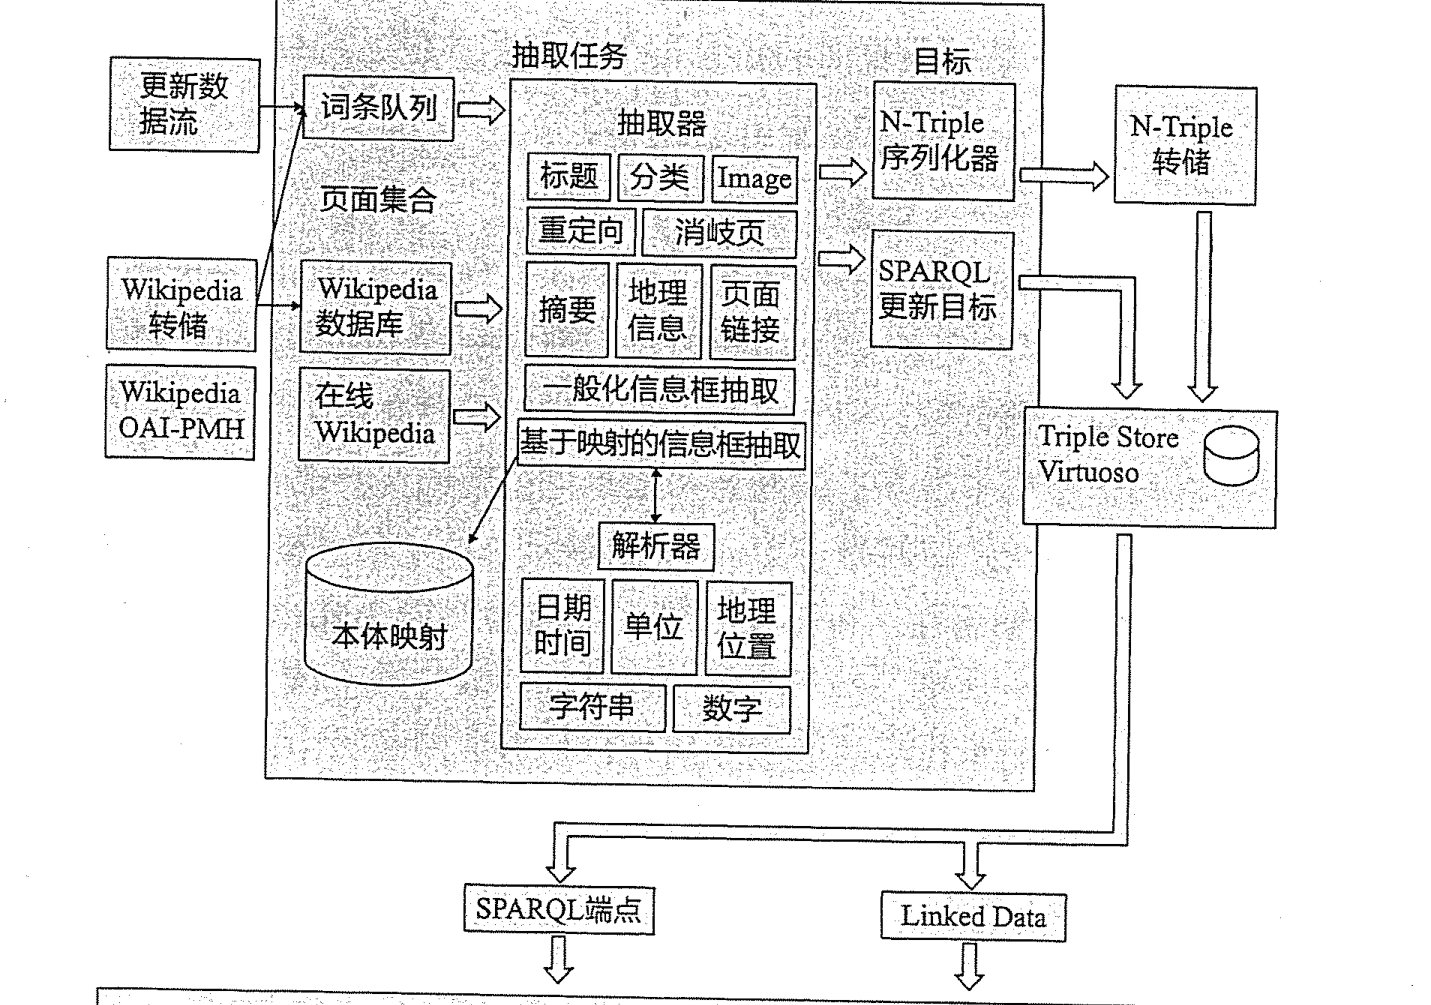 抽取任务
目标
更新数
据流
词条队列
抽取器
N-Triple
序列化器
N-Triple
转储
标题
分类
Image
页面集合
重定向
消岐页
Wikipedia
转储
Wikipedia
数据库
摘要
地理
信息
页面
链接
SPARQL
更新目标
一般化信息框抽取
Wikipedia
OAI-PMH
在线
Wikipedia
基于映射的信息框抽取
Triple Store
Virtuoso
解析器
本体映射
日期
时间
单位
地理
位置
字符串
数字
SPARQL端点
Linked Data